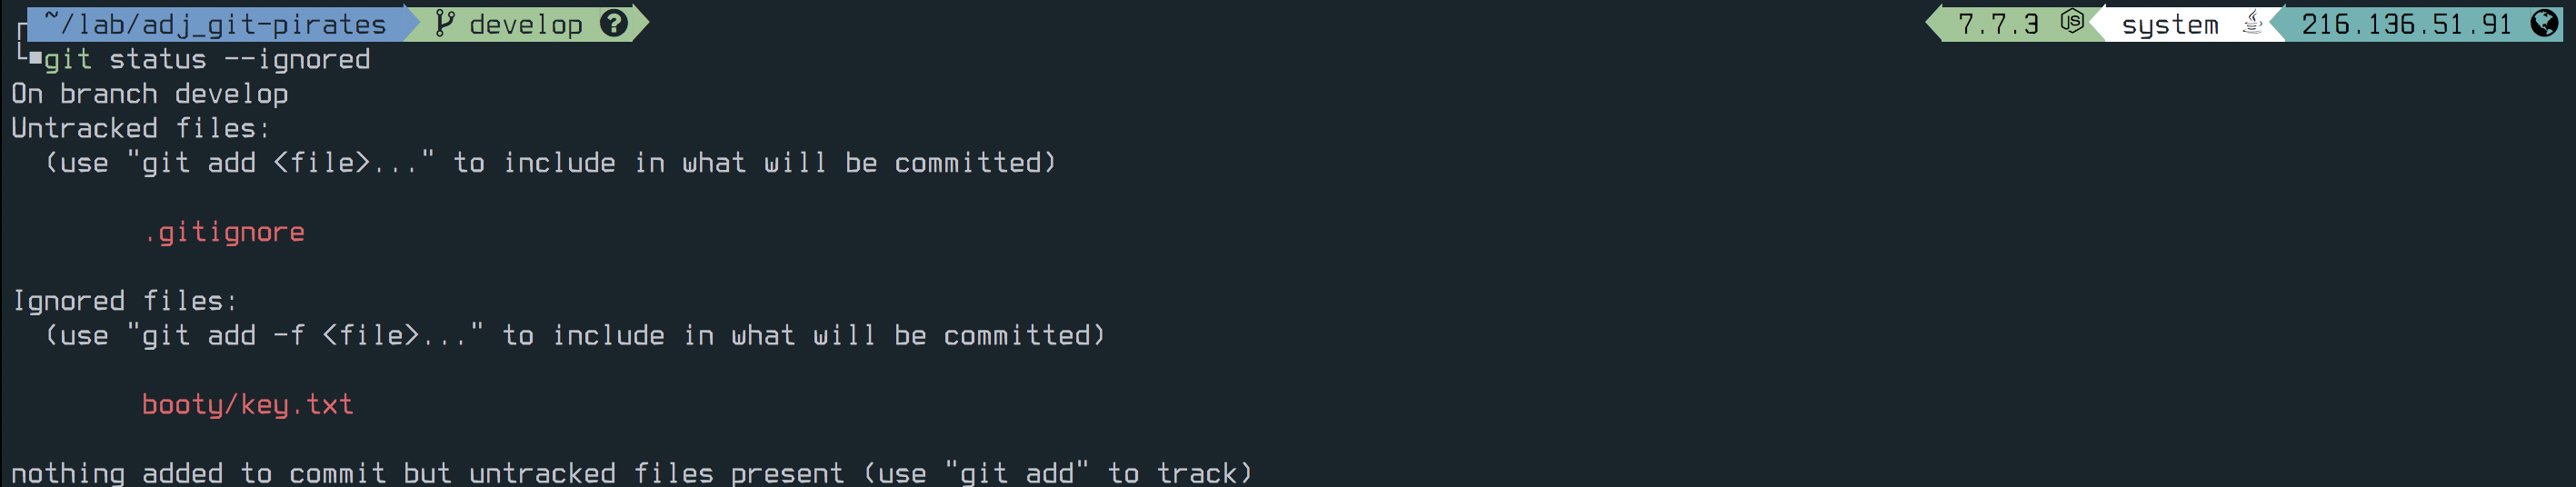 ~/lab/adj_git-pirates develop ? 7.7.3 JS system 216.136.51.91
git status --ignored
On branch develop
Untracked files:
(use "git add <file>..." to include in what will be committed)
.gitignore
Ignored files:
(use "git add -f <file>..." to include in what will be committed)
booty/key.txt
nothing added to commit but untracked files present (use "git add" to track)